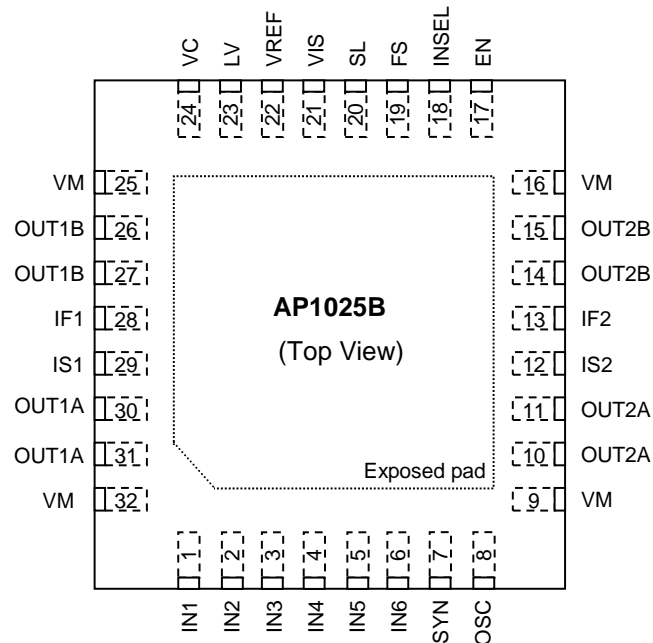 VC LV VREF VIS SL FS INSEL EN
24 23 22 21 20 19 18 17
VM 25 16 VM
OUT1B 26 15 OUT2B
OUT1B 27 14 OUT2B
IF1 28 13 IF2
IS1 29 12 IS2
OUT1A 30 11 OUT2A
OUT1A 31 10 OUT2A
VM 32 9 VM
AP1025B
(Top View)
Exposed pad
1 2 3 4 5 6 7 8
IN1 IN2 IN3 IN4 IN5 IN6 SYN OSC